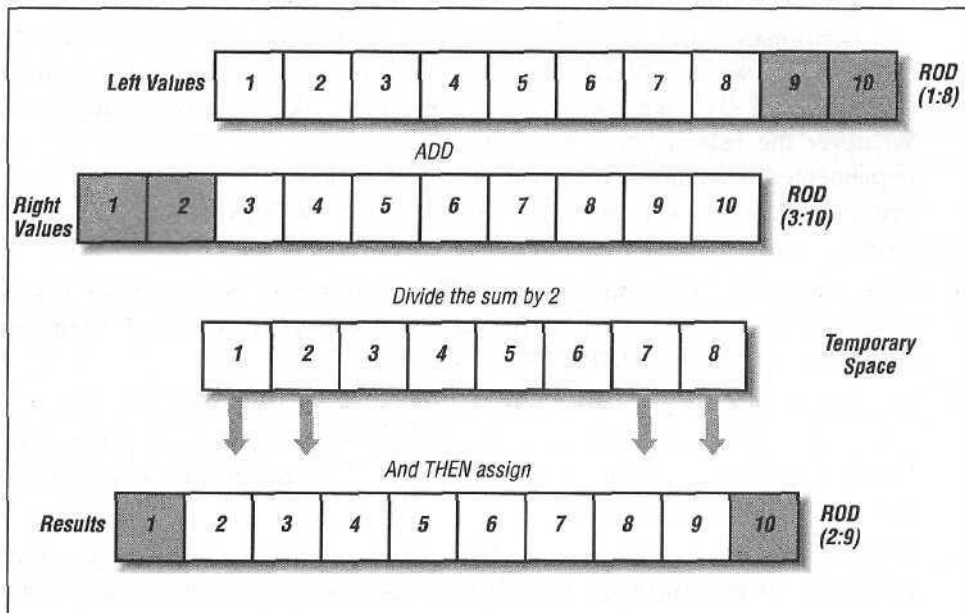 Left Values 1 2 3 4 5 6 7 8 9 10 ROD (1:8)
ADD
Right Values 1 2 3 4 5 6 7 8 9 10 ROD (3:10)
Divide the sum by 2
1 2 3 4 5 6 7 8 Temporary Space
And THEN assign
Results 1 2 3 4 5 6 7 8 9 10 ROD (2:9)